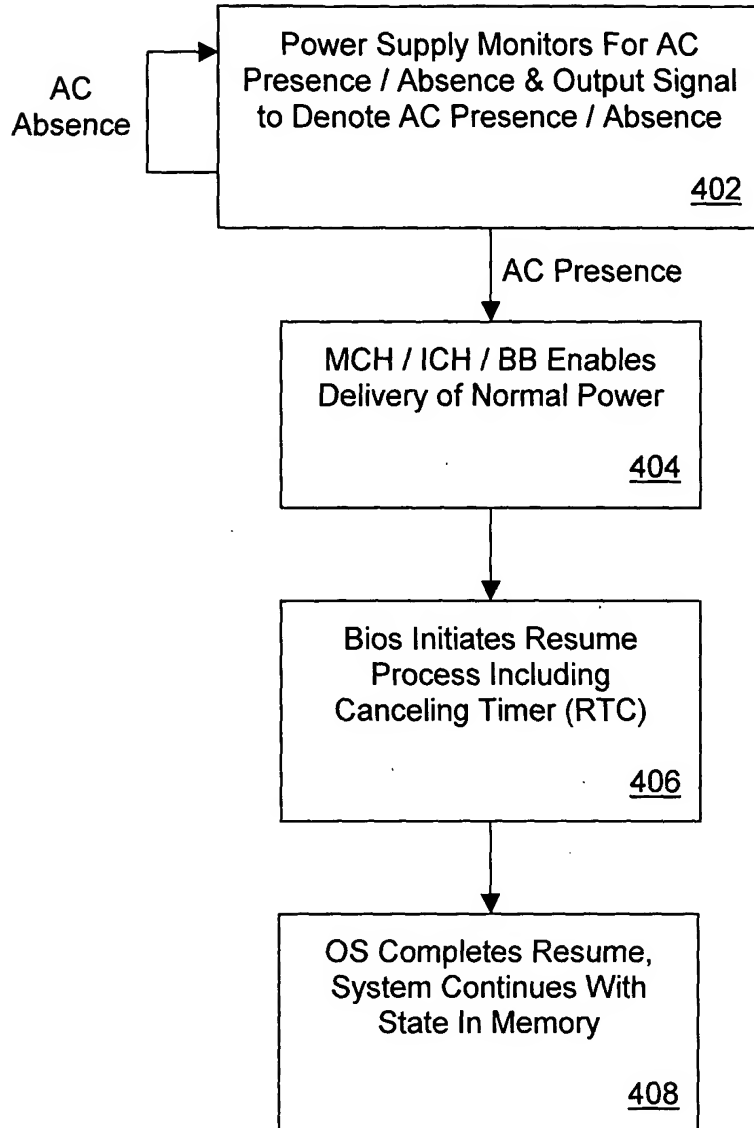 Power Supply Monitors For AC
Presence / Absence & Output Signal
to Denote AC Presence / Absence
402
AC
Absence
AC Presence
MCH / ICH / BB Enables
Delivery of Normal Power
404
Bios Initiates Resume
Process Including
Canceling Timer (RTC)
406
OS Completes Resume,
System Continues With
State In Memory
408